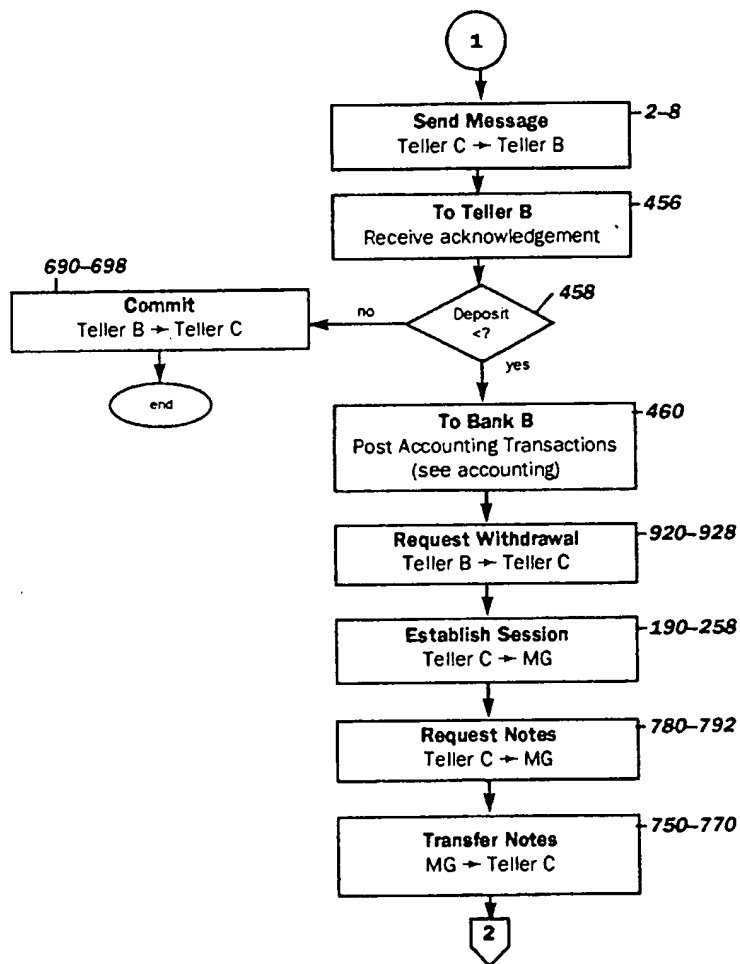 1
Send Message
Teller C → Teller B
2–8
To Teller B
Receive acknowledgement
456
690–698
Commit
Teller B → Teller C
no
Deposit
<?
458
end
yes
To Bank B
Post Accounting Transactions
(see accounting)
460
Request Withdrawal
Teller B → Teller C
920–928
Establish Session
Teller C → MG
190–258
Request Notes
Teller C → MG
780–792
Transfer Notes
MG → Teller C
750–770
2